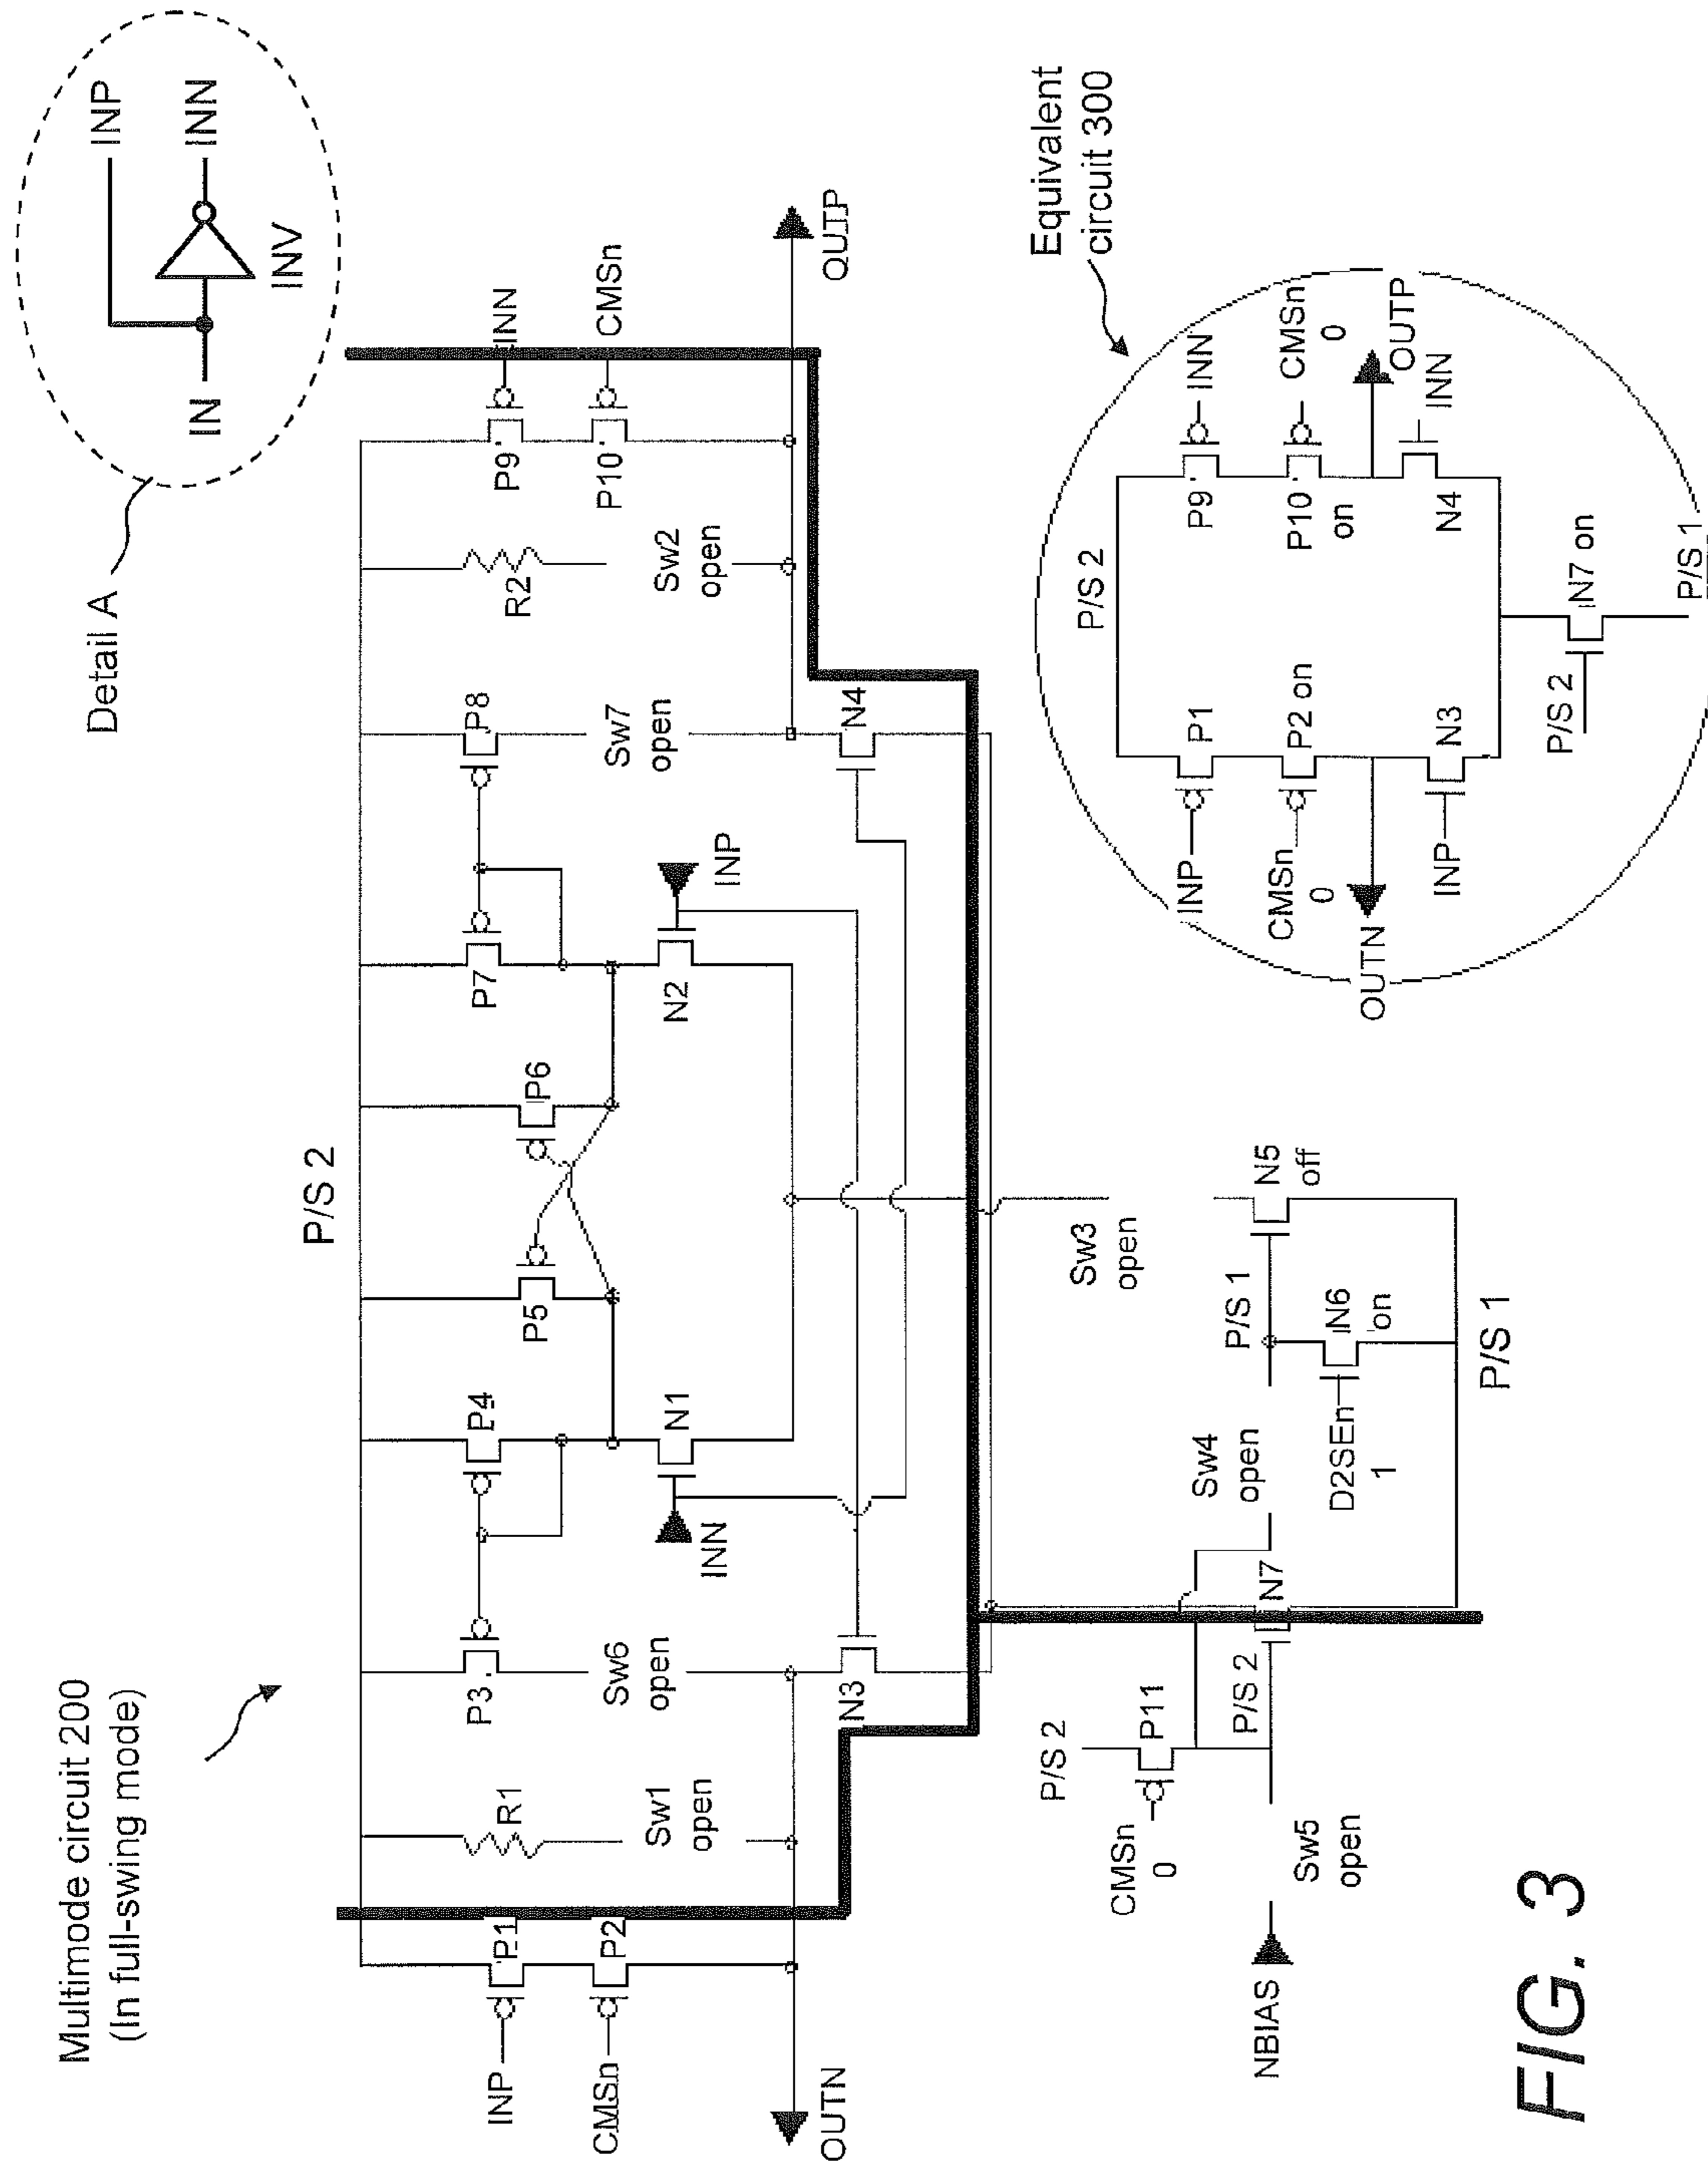 Multimode circuit 200
(In full-swing mode)
Detail A
IN
INP
INN
INV
P/S 2
INP
CMSn
P1
P2
R1
Sw1
open
P3
Sw6
open
P4
P5
P6
P7
P8
Sw7
open
R2
Sw2
open
P9
P10
INN
CMSn
N1
INN
N2
INP
N3
N4
OUTN
OUTP
P/S 2
CMSn
0
P11
P/S 2
NBIAS
Sw5
open
N7
Sw4
open
D2SEn
1
P/S 1
N6
on
Sw3
open
N5
off
P/S 1
Equivalent
circuit 300
P/S 2
INP
P1
P9
INN
CMSn
0
P2 on
P10
on
CMSn
0
OUTN
OUTP
INP
N3
N4
INN
P/S 2
N7 on
P/S 1
FIG. 3